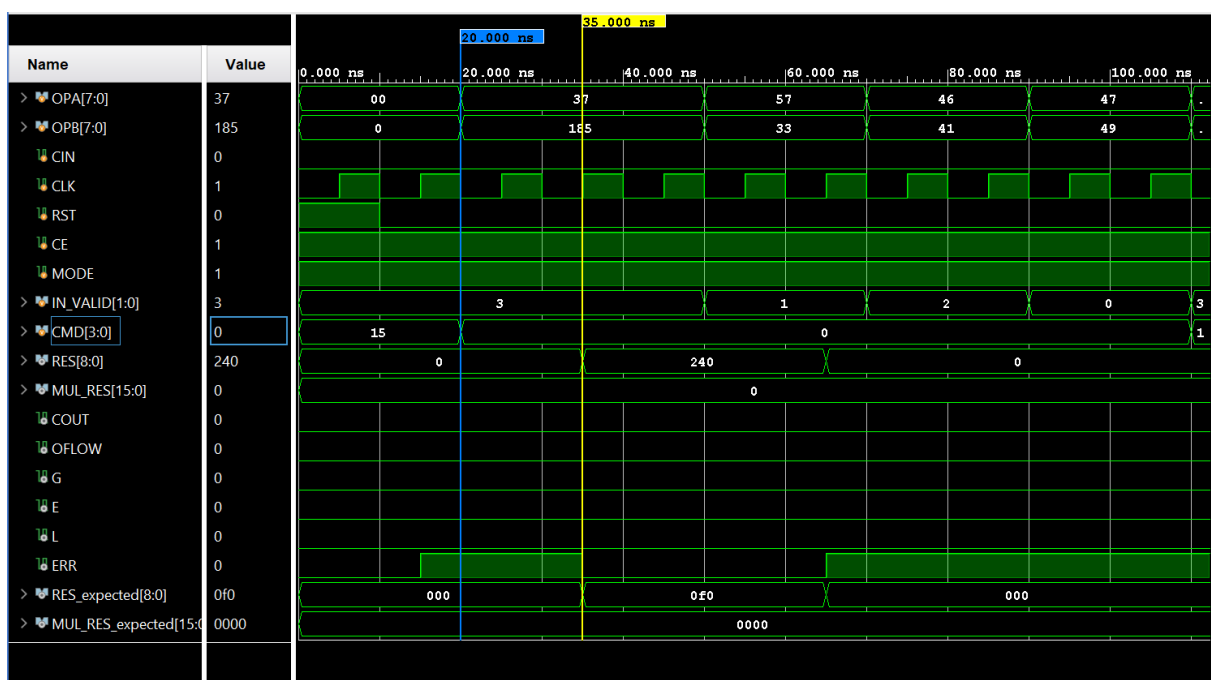 35.000 ns
20.000 ns
Name Value 0.000 ns 20.000 ns 40.000 ns 60.000 ns 80.000 ns 100.000 ns
OPA[7:0] 37 00 37 57 46 47 .
OPB[7:0] 185 0 185 33 41 49 .
CIN 0
CLK 1
RST 0
CE 1
MODE 1
IN_VALID[1:0] 3 3 1 2 0 3
CMD[3:0] 0 15 0 1
RES[8:0] 240 0 240 0
MUL_RES[15:0] 0 0
COUT 0
OFLOW 0
G 0
E 0
L 0
ERR 0
RES_expected[8:0] 0f0 000 0f0 000
MUL_RES_expected[15:0 0000 0000